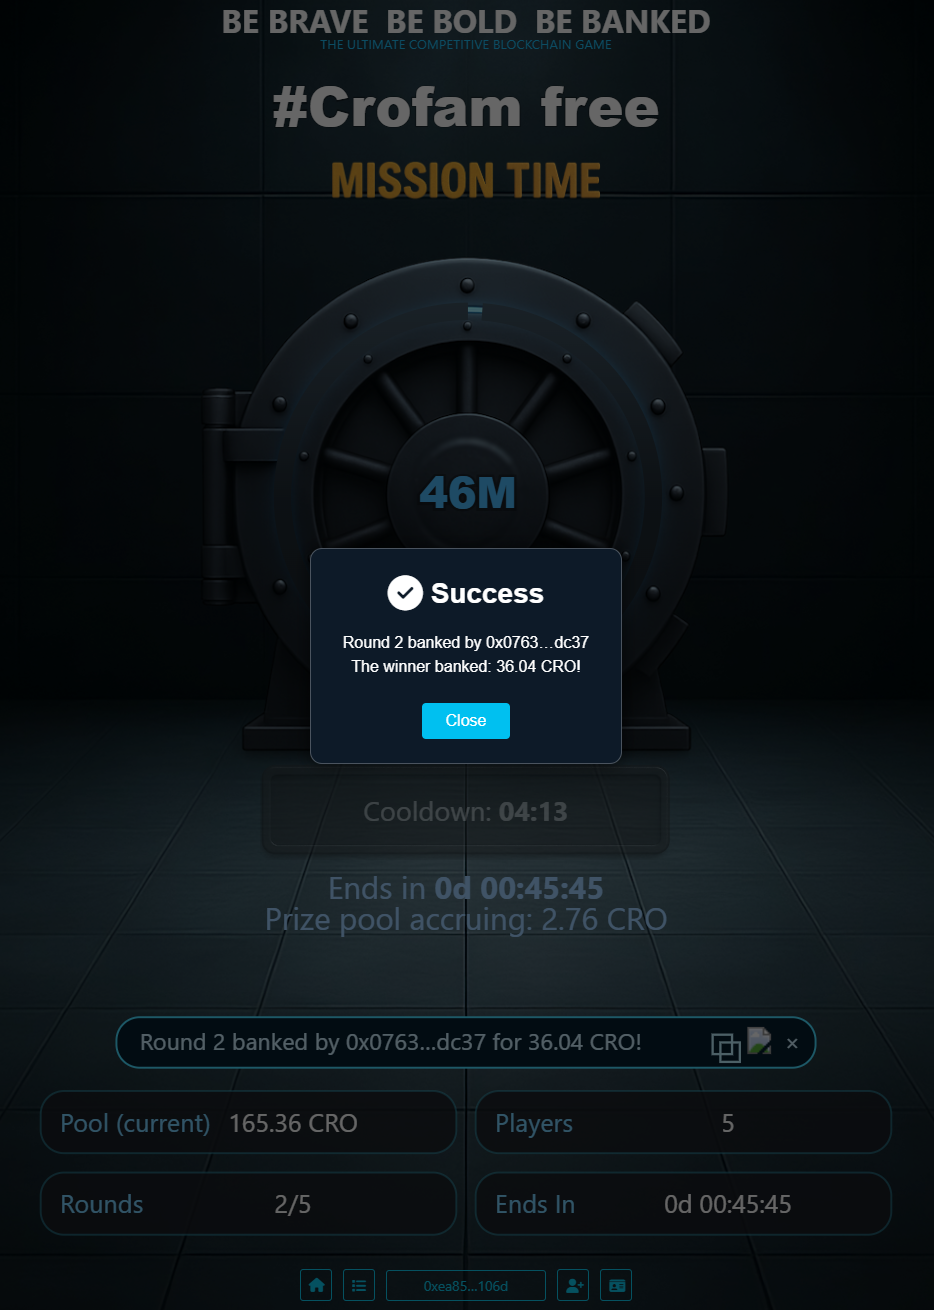 BE BRAVE BE BOLD BE BANKED
THE ULTIMATE COMPETITIVE BLOCKCHAIN GAME
#Crofam free
MISSION TIME
46M
Success
Round 2 banked by 0x0763…dc37
The winner banked: 36.04 CRO!
Close
Cooldown: 04:13
Ends in 0d 00:45:45
Prize pool accruing: 2.76 CRO
Round 2 banked by 0x0763…dc37 for 36.04 CRO! ×
Pool (current) 165.36 CRO
Players 5
Rounds 2/5
Ends In 0d 00:45:45
0xea85...106d